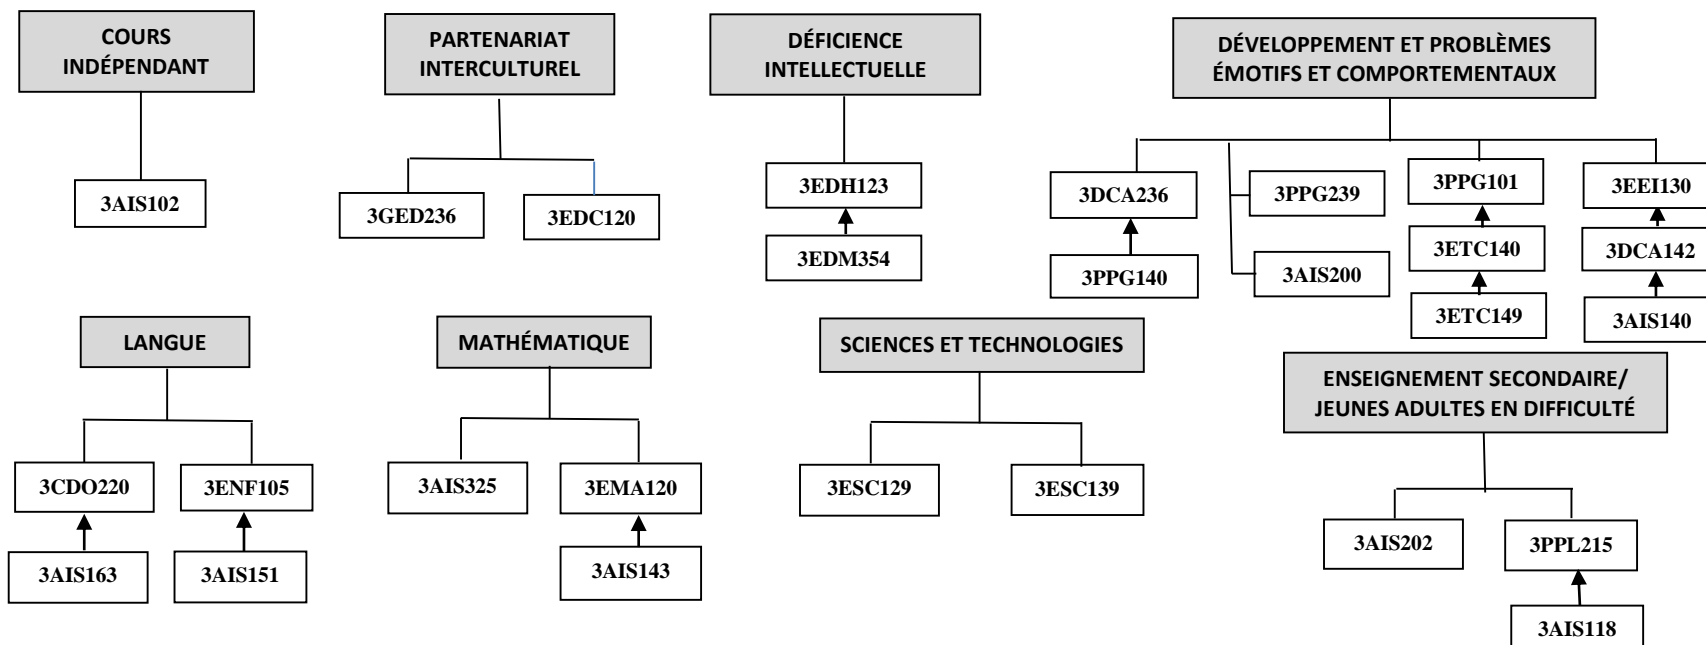 COURS
INDÉPENDANT
3AIS102
PARTENARIAT
INTERCULTUREL
3GED236
3EDC120
DÉFICIENCE
INTELLECTUELLE
3EDH123
3EDM354
DÉVELOPPEMENT ET PROBLÈMES
ÉMOTIFS ET COMPORTEMENTAUX
3DCA236
3PPG140
3PPG239
3AIS200
3PPG101
3ETC140
3ETC149
3EEI130
3DCA142
3AIS140
LANGUE
3CDO220
3AIS163
3ENF105
3AIS151
MATHÉMATIQUE
3AIS325
3EMA120
3AIS143
SCIENCES ET TECHNOLOGIES
3ESC129
3ESC139
ENSEIGNEMENT SECONDAIRE/
JEUNES ADULTES EN DIFFICULTÉ
3AIS202
3PPL215
3AIS118